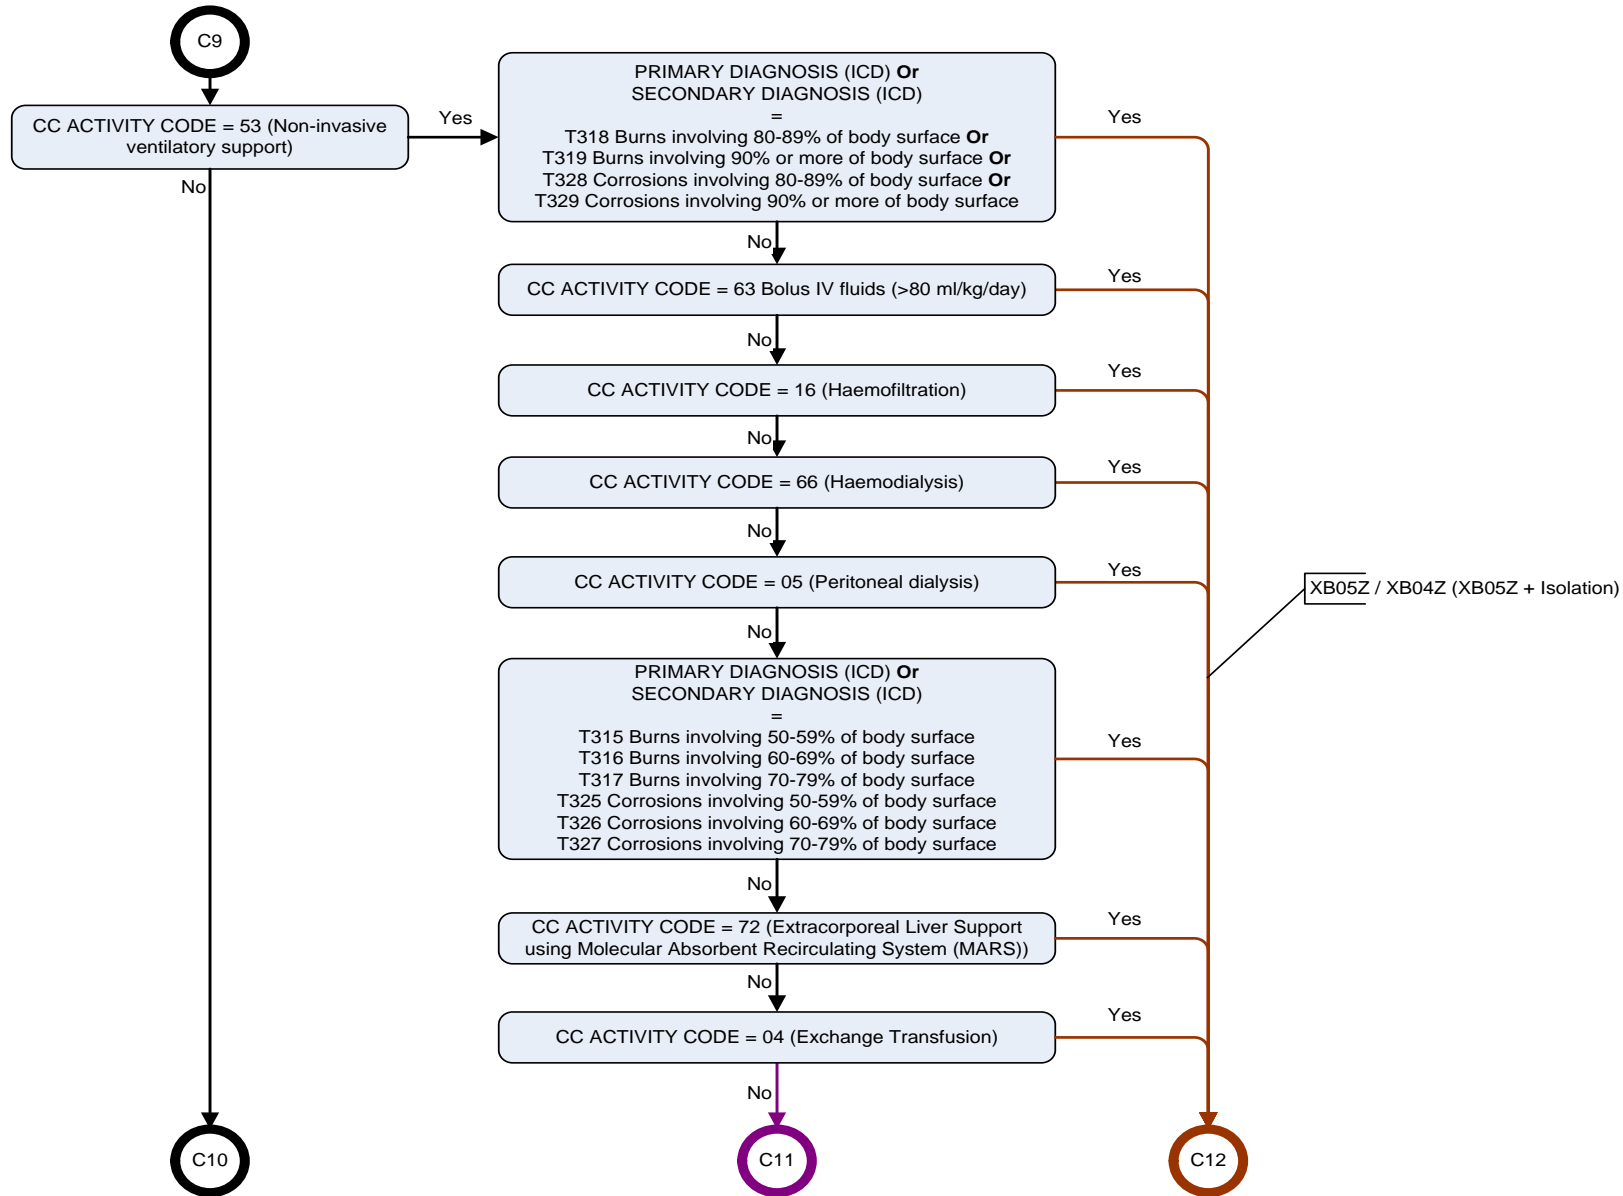 C9
CC ACTIVITY CODE = 53 (Non-invasive
ventilatory support)
Yes
No
PRIMARY DIAGNOSIS (ICD) Or
SECONDARY DIAGNOSIS (ICD)
=
T318 Burns involving 80-89% of body surface Or
T319 Burns involving 90% or more of body surface Or
T328 Corrosions involving 80-89% of body surface Or
T329 Corrosions involving 90% or more of body surface
Yes
No
CC ACTIVITY CODE = 63 Bolus IV fluids (>80 ml/kg/day)
Yes
No
CC ACTIVITY CODE = 16 (Haemofiltration)
Yes
No
CC ACTIVITY CODE = 66 (Haemodialysis)
Yes
No
CC ACTIVITY CODE = 05 (Peritoneal dialysis)
Yes
No
XB05Z / XB04Z (XB05Z + Isolation)
PRIMARY DIAGNOSIS (ICD) Or
SECONDARY DIAGNOSIS (ICD)
=
T315 Burns involving 50-59% of body surface
T316 Burns involving 60-69% of body surface
T317 Burns involving 70-79% of body surface
T325 Corrosions involving 50-59% of body surface
T326 Corrosions involving 60-69% of body surface
T327 Corrosions involving 70-79% of body surface
Yes
No
CC ACTIVITY CODE = 72 (Extracorporeal Liver Support
using Molecular Absorbent Recirculating System (MARS))
Yes
No
CC ACTIVITY CODE = 04 (Exchange Transfusion)
Yes
No
C10
C11
C12